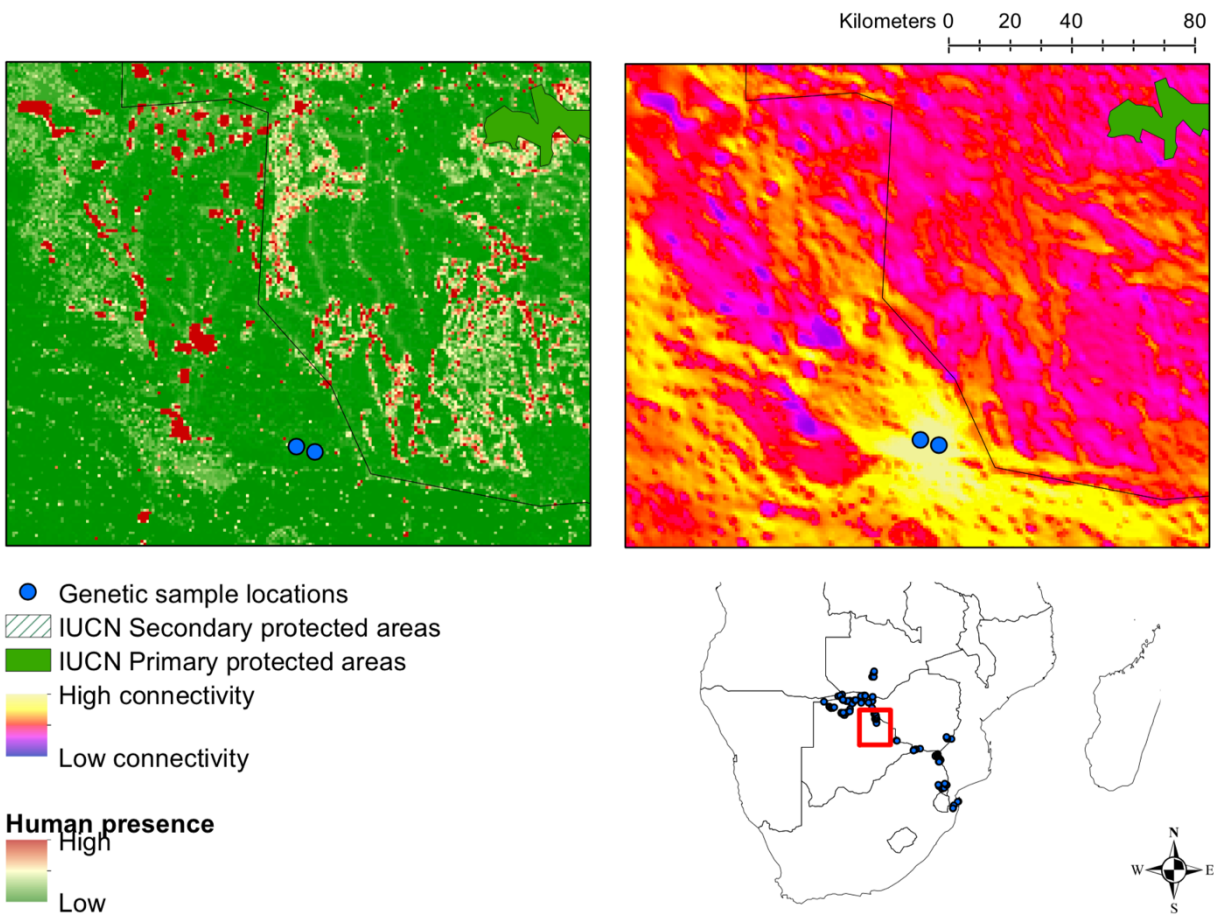 Kilometers 0 20 40 80
Genetic sample locations
IUCN Secondary protected areas
IUCN Primary protected areas
High connectivity
Low connectivity
Human presence
High
Low
N
W E
S